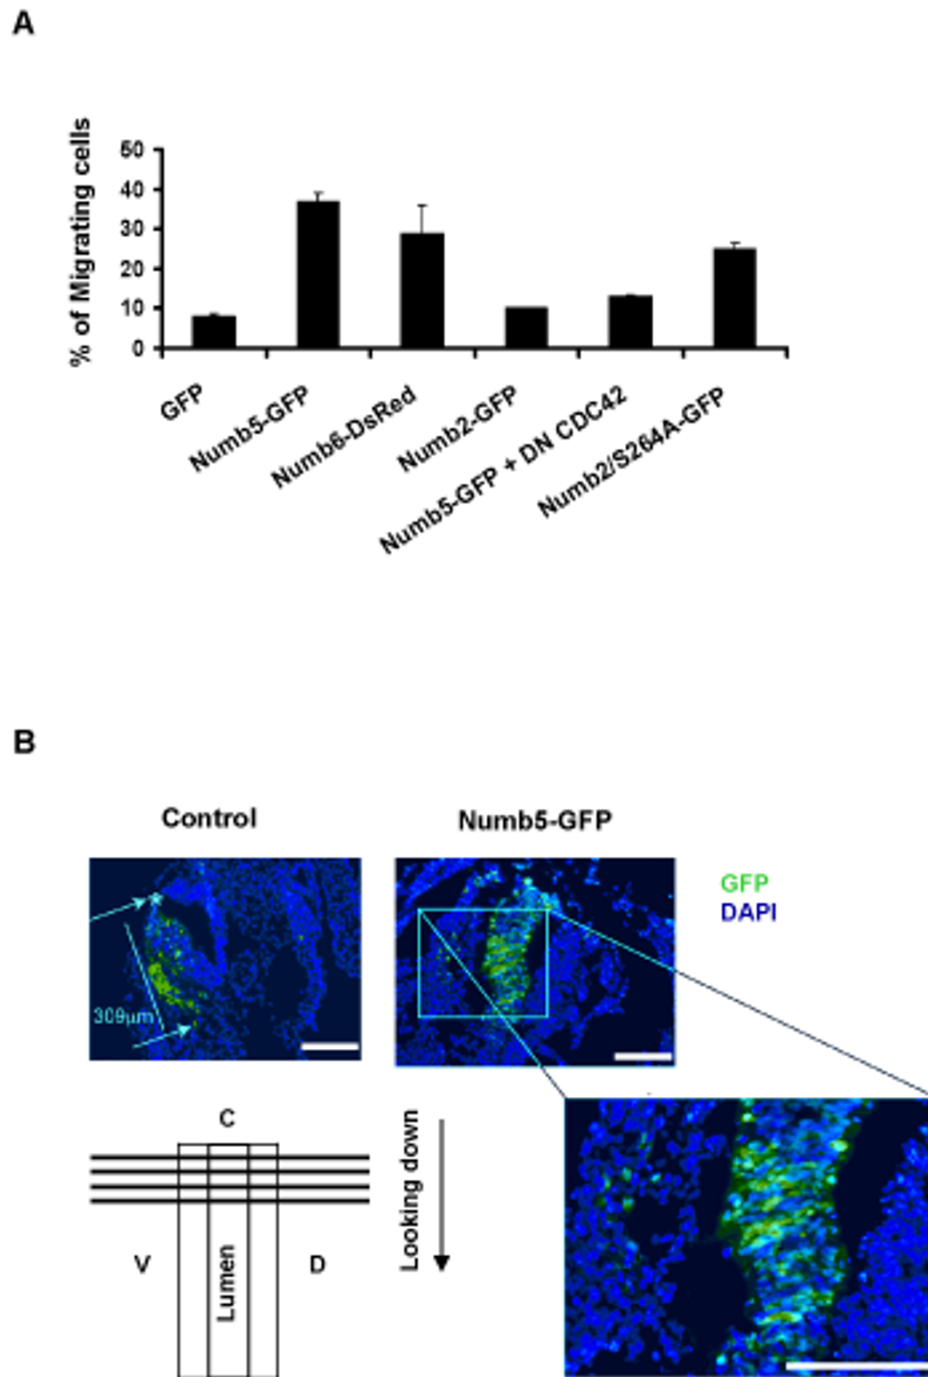 A
% of Migrating cells
50
40
30
20
10
0
GFP
Numb5-GFP
Numb6-DsRed
Numb2-GFP
Numb5-GFP + DN CDC42
Numb2/S264A-GFP
B
Control
Numb5-GFP
GFP
DAPI
*
309µm
C
Looking down
V
Lumen
D